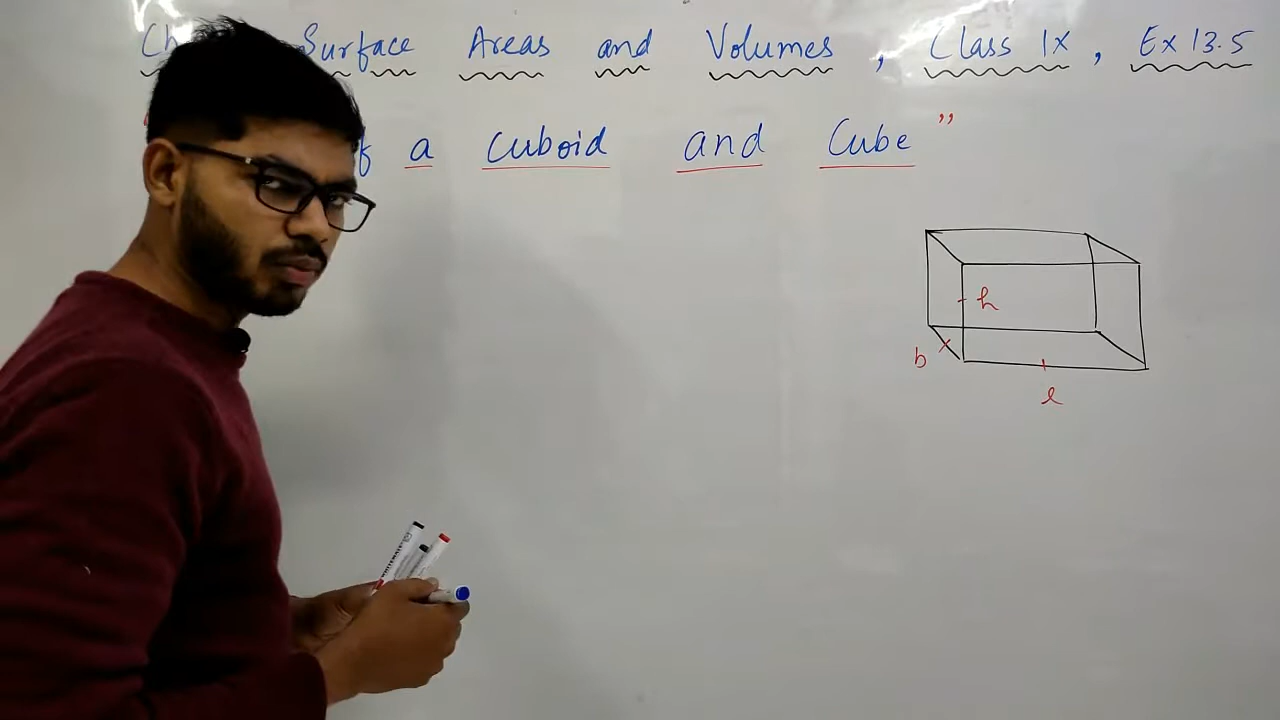 Surface Areas and Volumes , Class IX , Ex 13.5
a cuboid and Cube ”
h
b
l